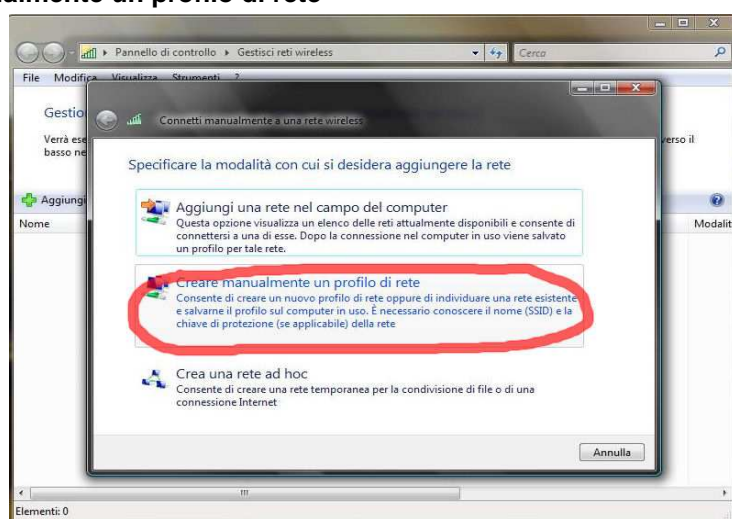 almente un profilo di rete
Pannello di controllo ▸ Gestisci reti wireless
Cerca
File Modifica Visualizza Strumenti ?
Connetti manualmente a una rete wireless
Gestio
Verrà ese
verso il
basso ne
Specificare la modalità con cui si desidera aggiungere la rete
Aggiungi
Nome
Modalit
Aggiungi una rete nel campo del computer
Questa opzione visualizza un elenco delle reti attualmente disponibili e consente di
connettersi a una di esse. Dopo la connessione nel computer in uso viene salvato
un profilo per tale rete.
Creare manualmente un profilo di rete
Consente di creare un nuovo profilo di rete oppure di individuare una rete esistente
e salvarne il profilo sul computer in uso. È necessario conoscere il nome (SSID) e la
chiave di protezione (se applicabile) della rete
Crea una rete ad hoc
Consente di creare una rete temporanea per la condivisione di file o di una
connessione Internet
Annulla
Elementi: 0